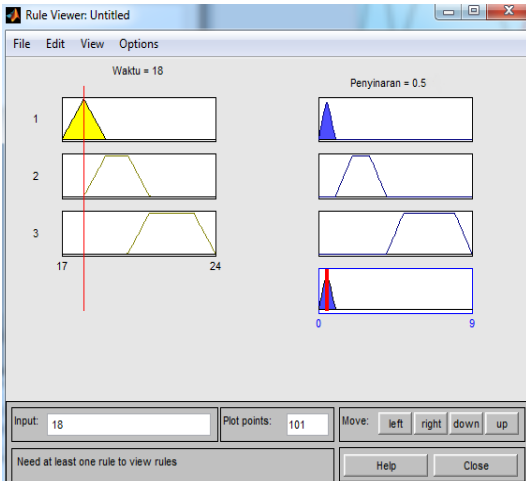 Rule Viewer: Untitled
File Edit View Options
Waktu = 18
Penyinaran = 0.5
1
2
3
17 24
0 9
Input: 18
Plot points: 101
Move: left right down up
Need at least one rule to view rules
Help Close